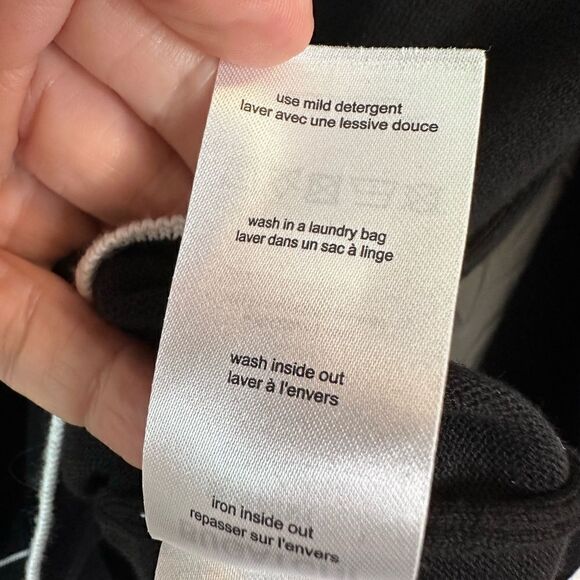 use mild detergent
laver avec une lessive douce
wash in a laundry bag
laver dans un sac à linge
wash inside out
laver à l'envers
iron inside out
repasser sur l'envers